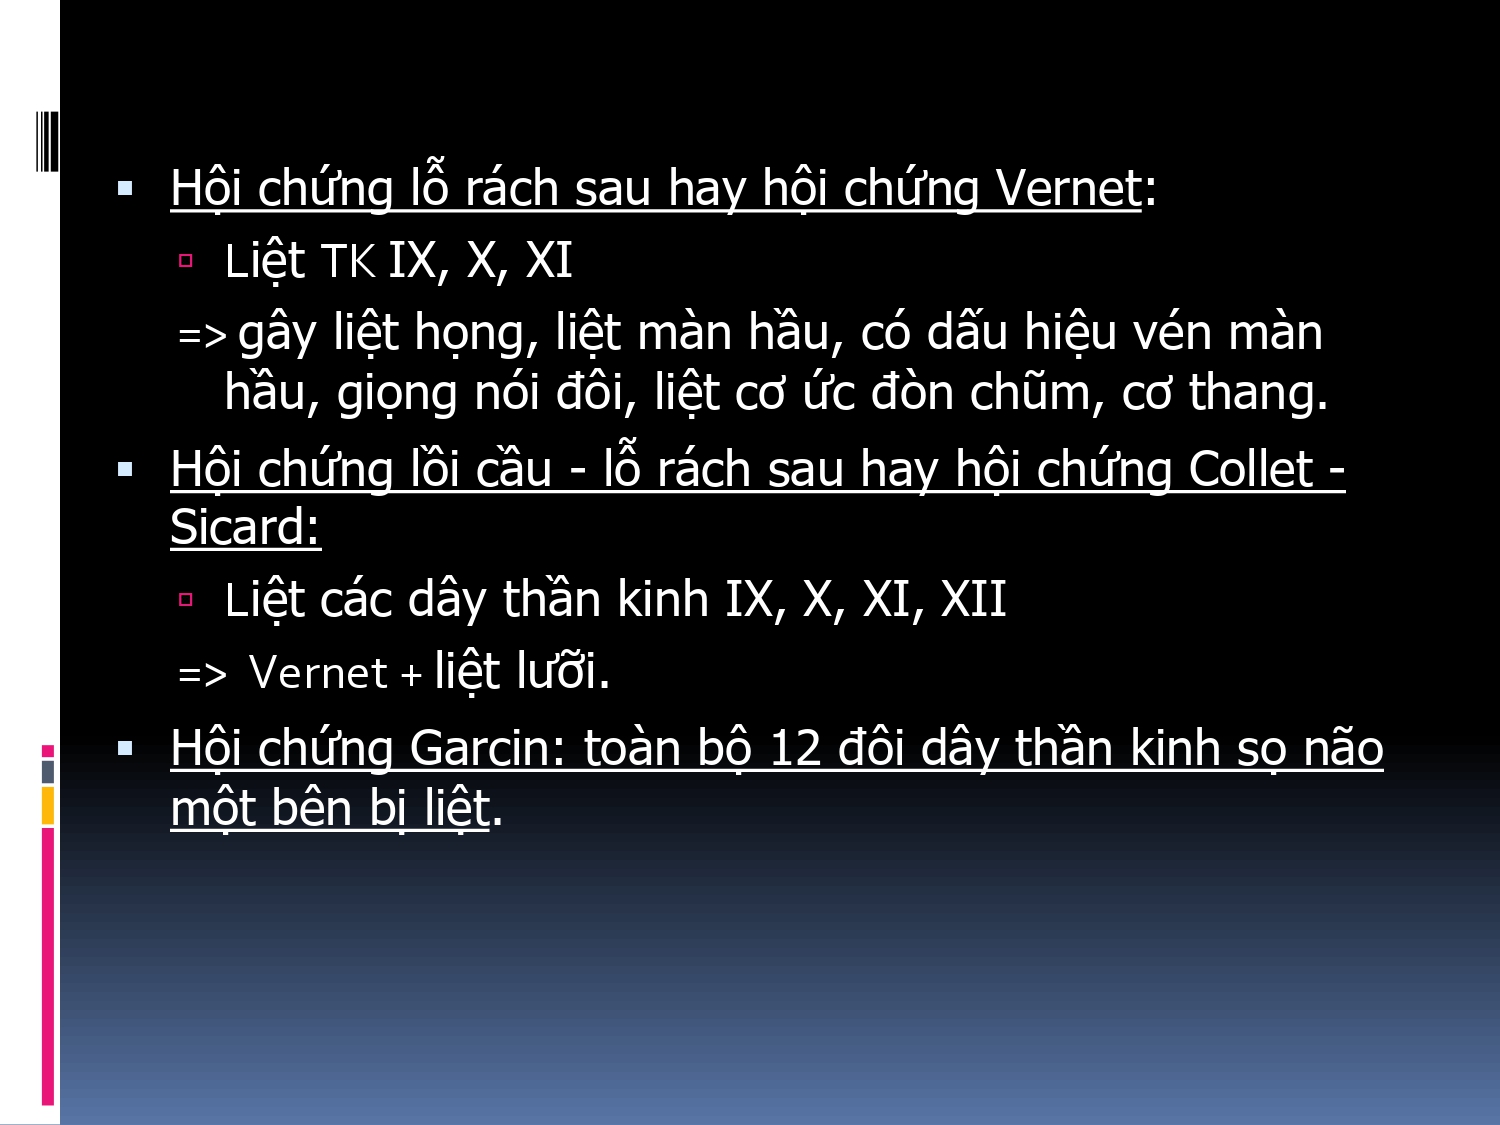 ▪ Hội chứng lỗ rách sau hay hội chứng Vernet:
▫ Liệt TK IX, X, XI
=> gây liệt họng, liệt màn hầu, có dấu hiệu vén màn
hầu, giọng nói đôi, liệt cơ ức đòn chũm, cơ thang.
▪ Hội chứng lồi cầu - lỗ rách sau hay hội chứng Collet -
Sicard:
▫ Liệt các dây thần kinh IX, X, XI, XII
=> Vernet + liệt lưỡi.
▪ Hội chứng Garcin: toàn bộ 12 đôi dây thần kinh sọ não
một bên bị liệt.